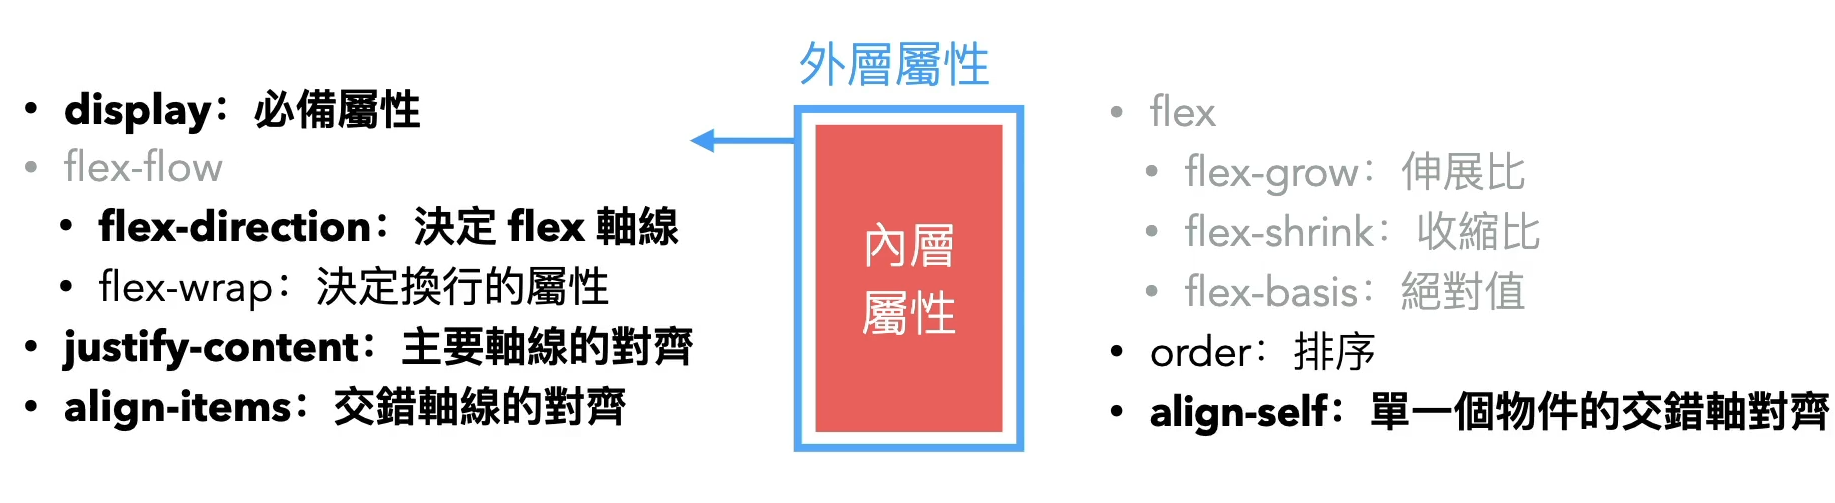 • display：必備屬性
• flex-flow
• flex-direction：決定 flex 軸線
• flex-wrap：決定換行的屬性
• justify-content：主要軸線的對齊
• align-items：交錯軸線的對齊
外層屬性
內層
屬性
• flex
• flex-grow：伸展比
• flex-shrink：收縮比
• flex-basis：絕對值
• order：排序
• align-self：單一個物件的交錯軸對齊